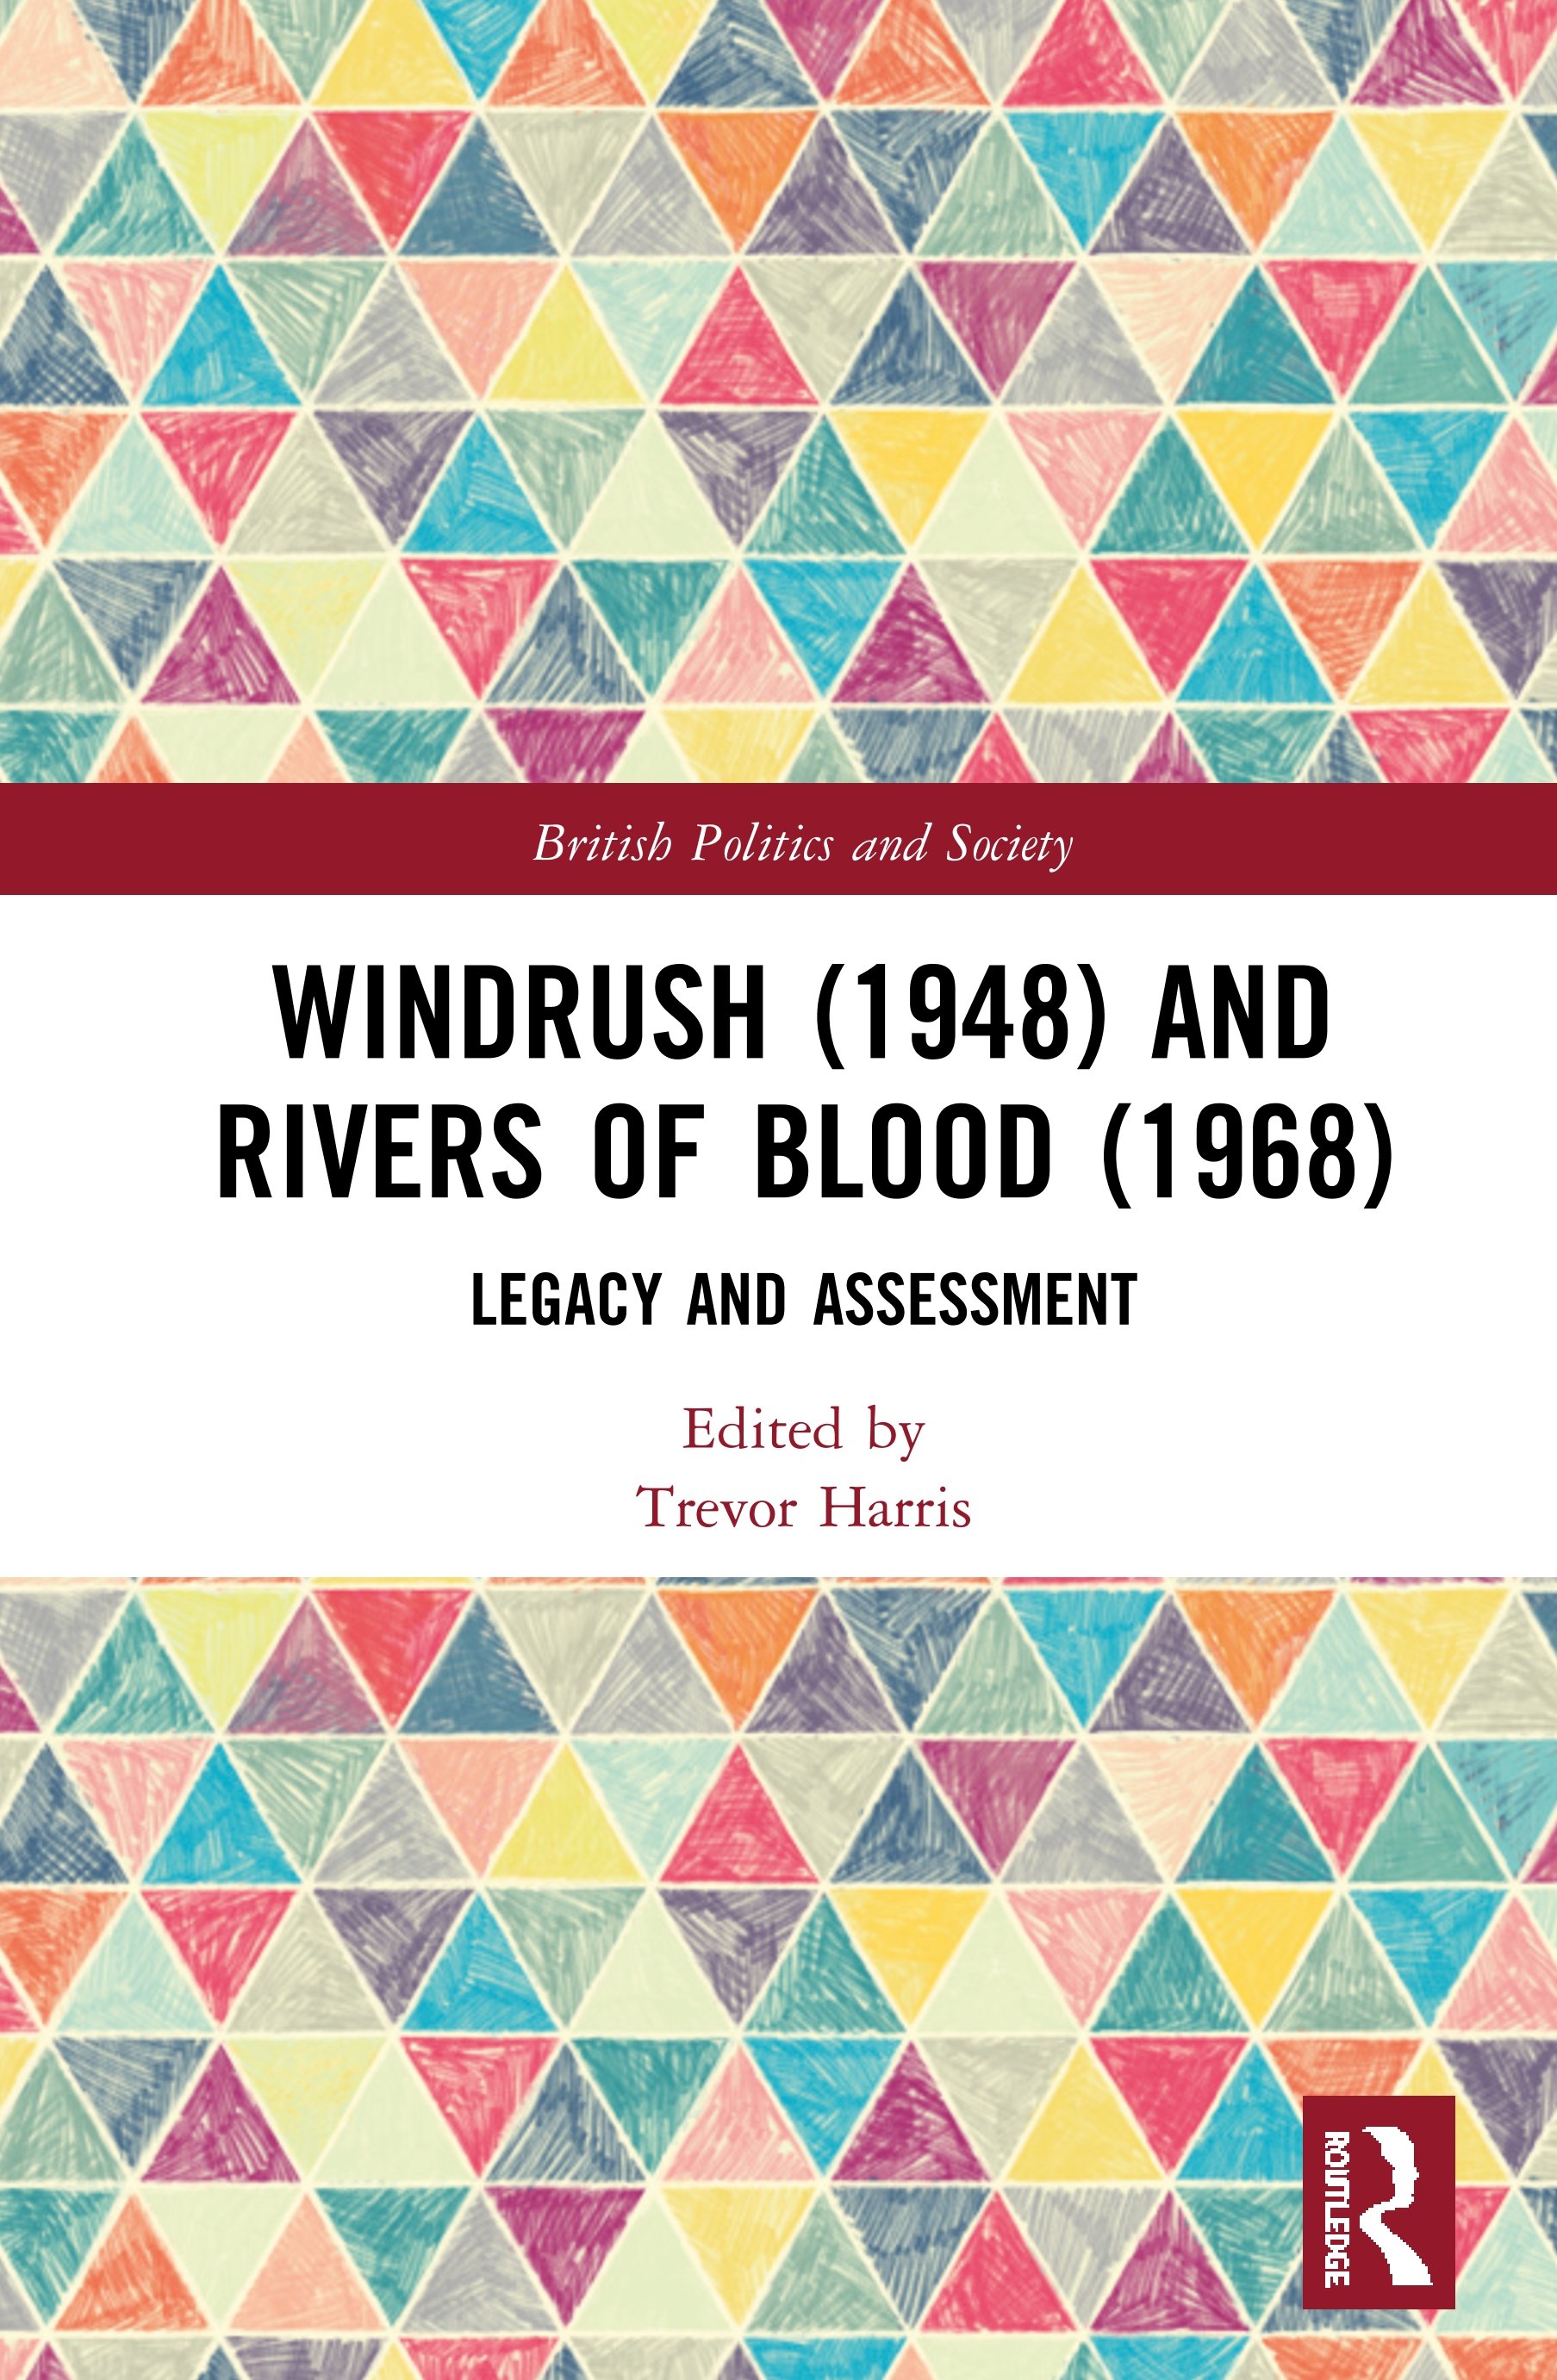 British Politics and Society
WINDRUSH (1948) AND
RIVERS OF BLOOD (1968)
LEGACY AND ASSESSMENT
Edited by
Trevor Harris
ROUTLEDGE